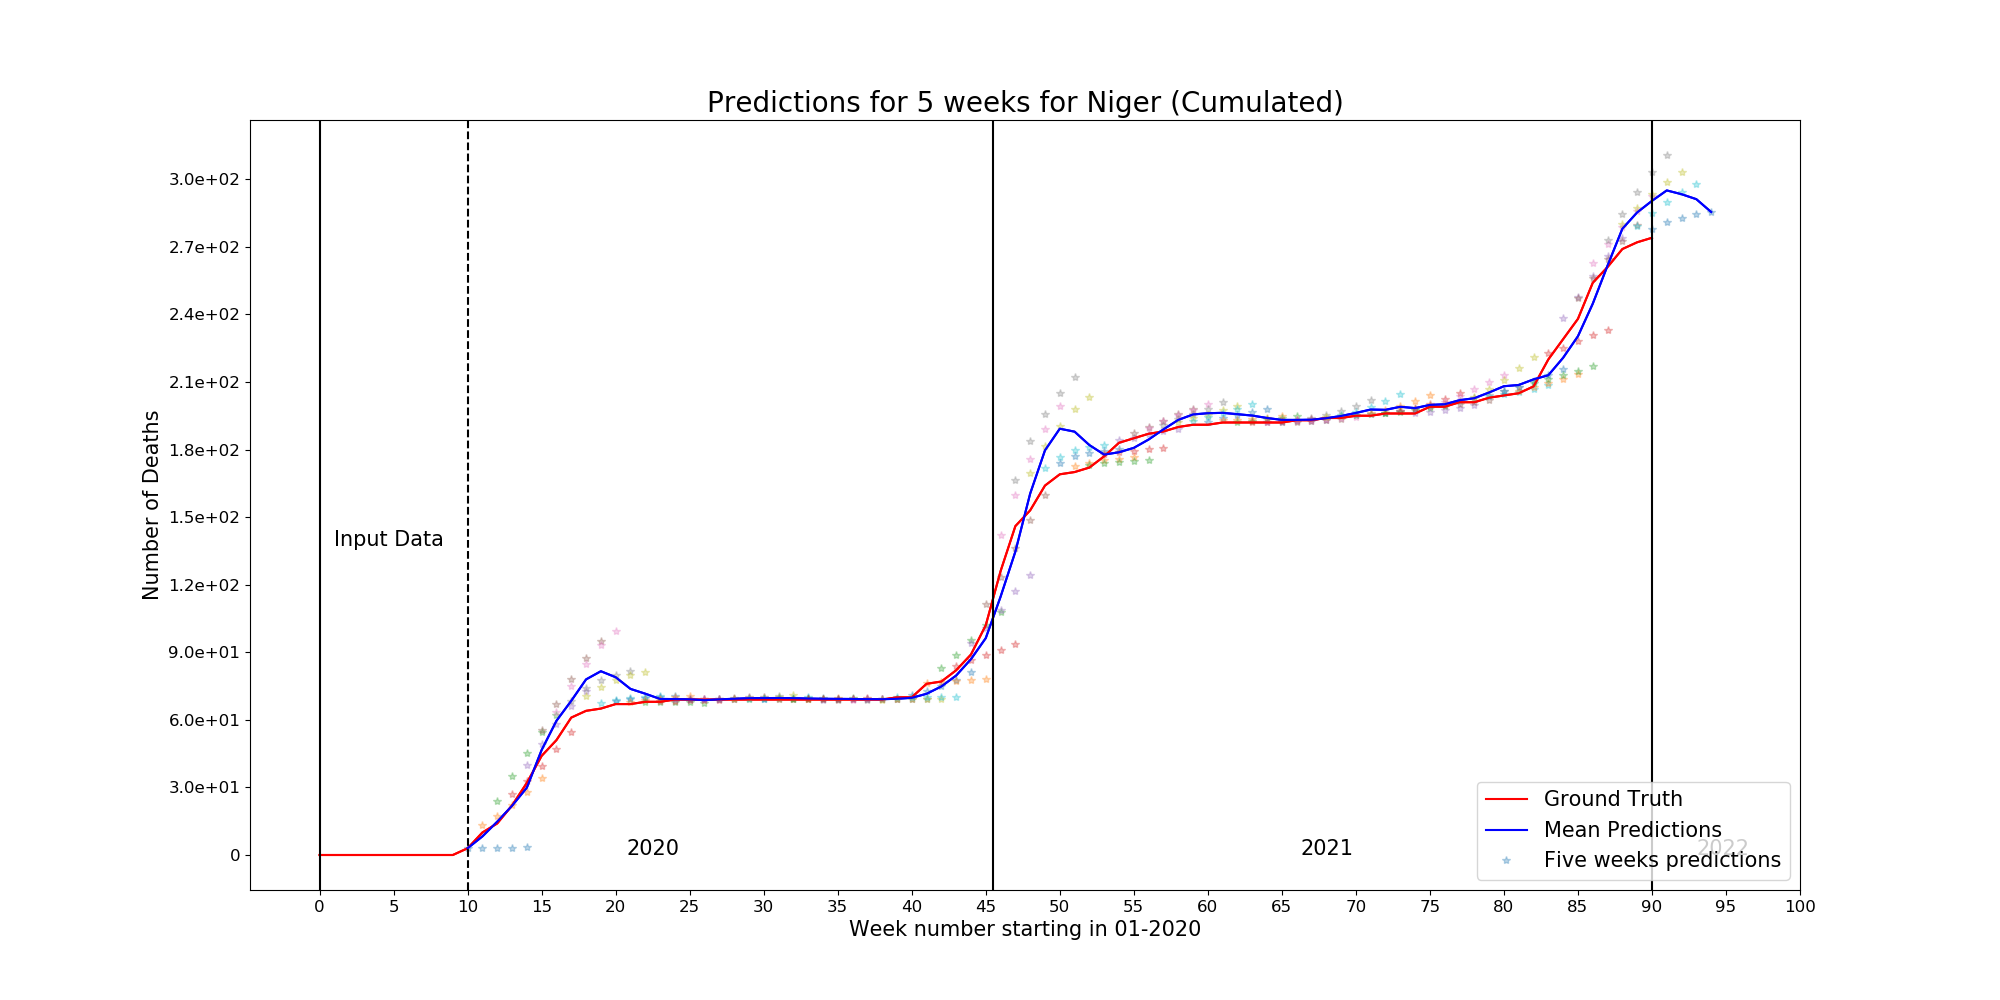 Predictions for 5 weeks for Niger (Cumulated)
3.0e+02
2.7e+02
2.4e+02
2.1e+02
1.8e+02
1.5e+02
1.2e+02
9.0e+01
6.0e+01
3.0e+01
0
Number of Deaths
Input Data
2020
2021
2022
Ground Truth
Mean Predictions
Five weeks predictions
0 5 10 15 20 25 30 35 40 45 50 55 60 65 70 75 80 85 90 95 100
Week number starting in 01-2020